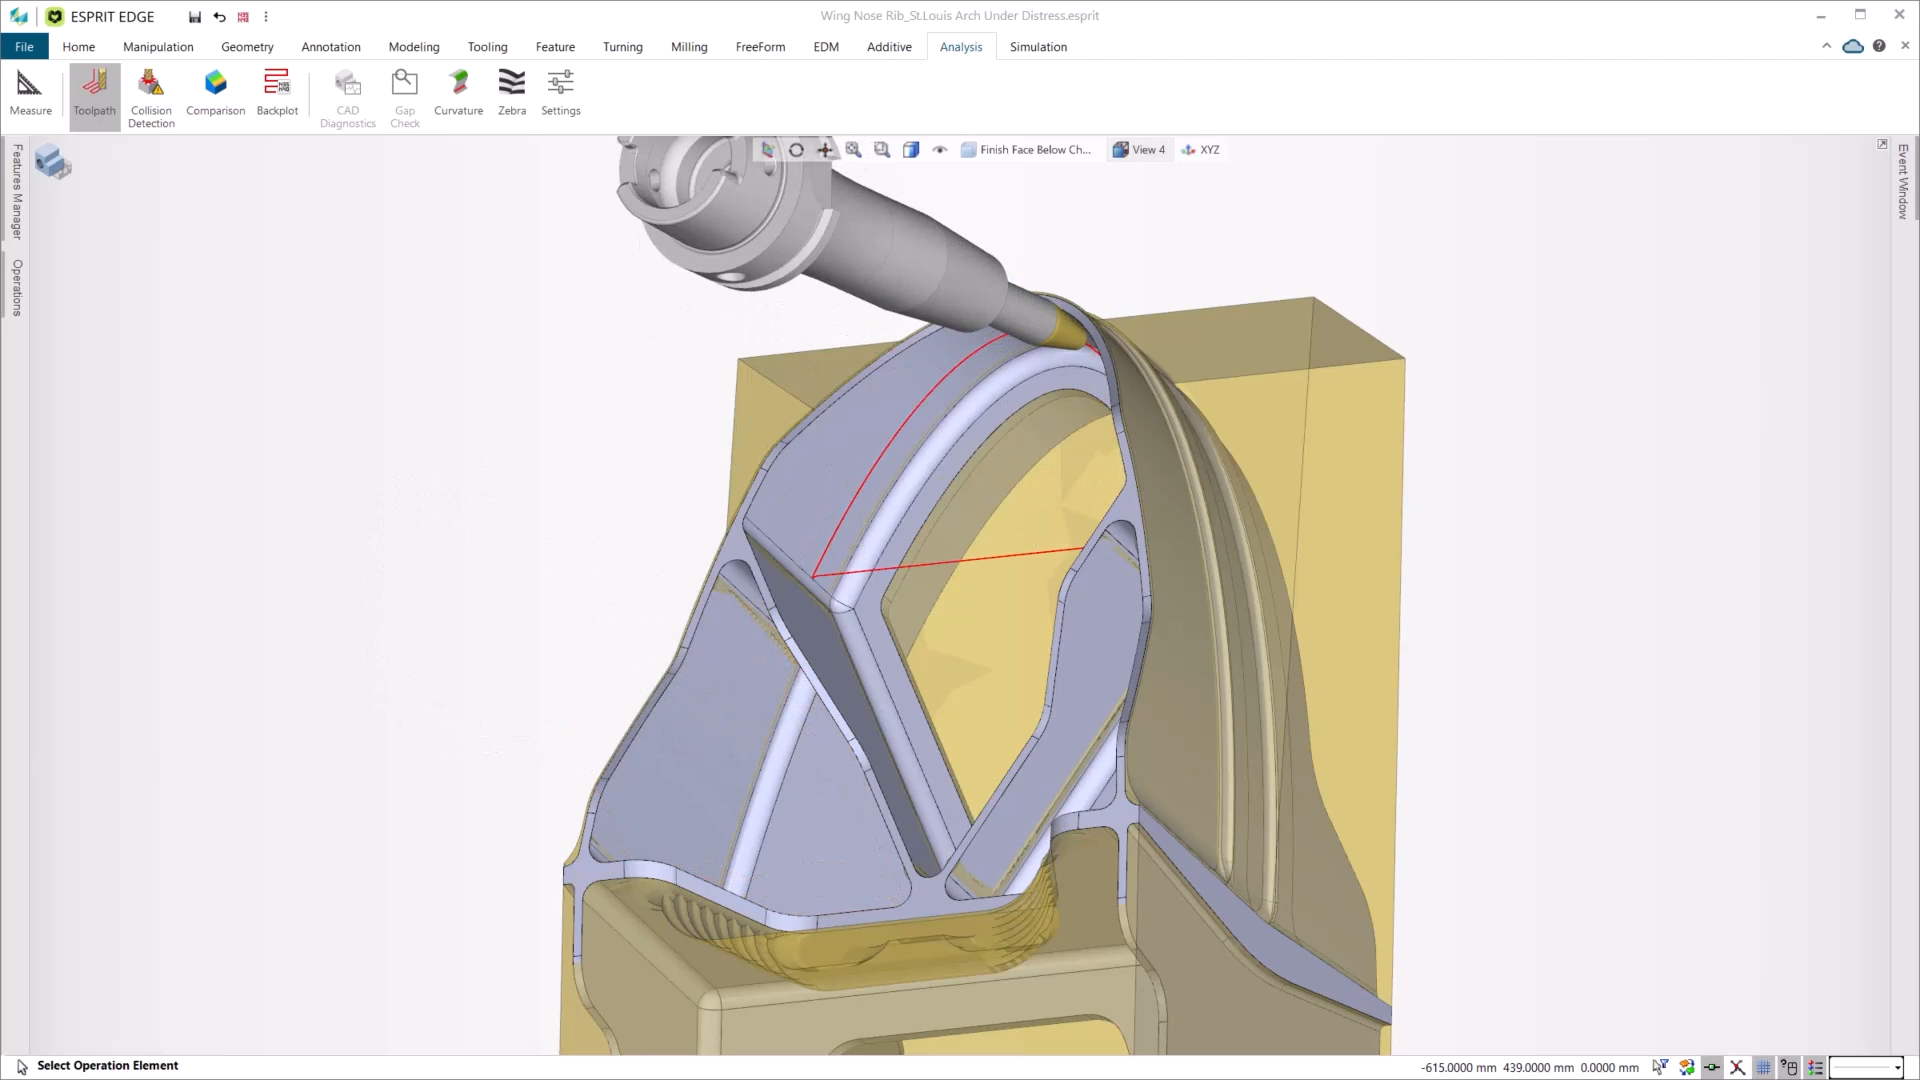 ESPRIT EDGE
Wing Nose Rib_St.Louis Arch Under Distress.esprit
File Home Manipulation Geometry Annotation Modeling Tooling Feature Turning Milling FreeForm EDM Additive Analysis Simulation
Measure Toolpath Collision Detection Comparison Backplot CAD Diagnostics Gap Check Curvature Zebra Settings
Finish Face Below Ch... View 4 XYZ
Features Manager
Operations
Event Window
Select Operation Element
-615.0000 mm 439.0000 mm 0.0000 mm